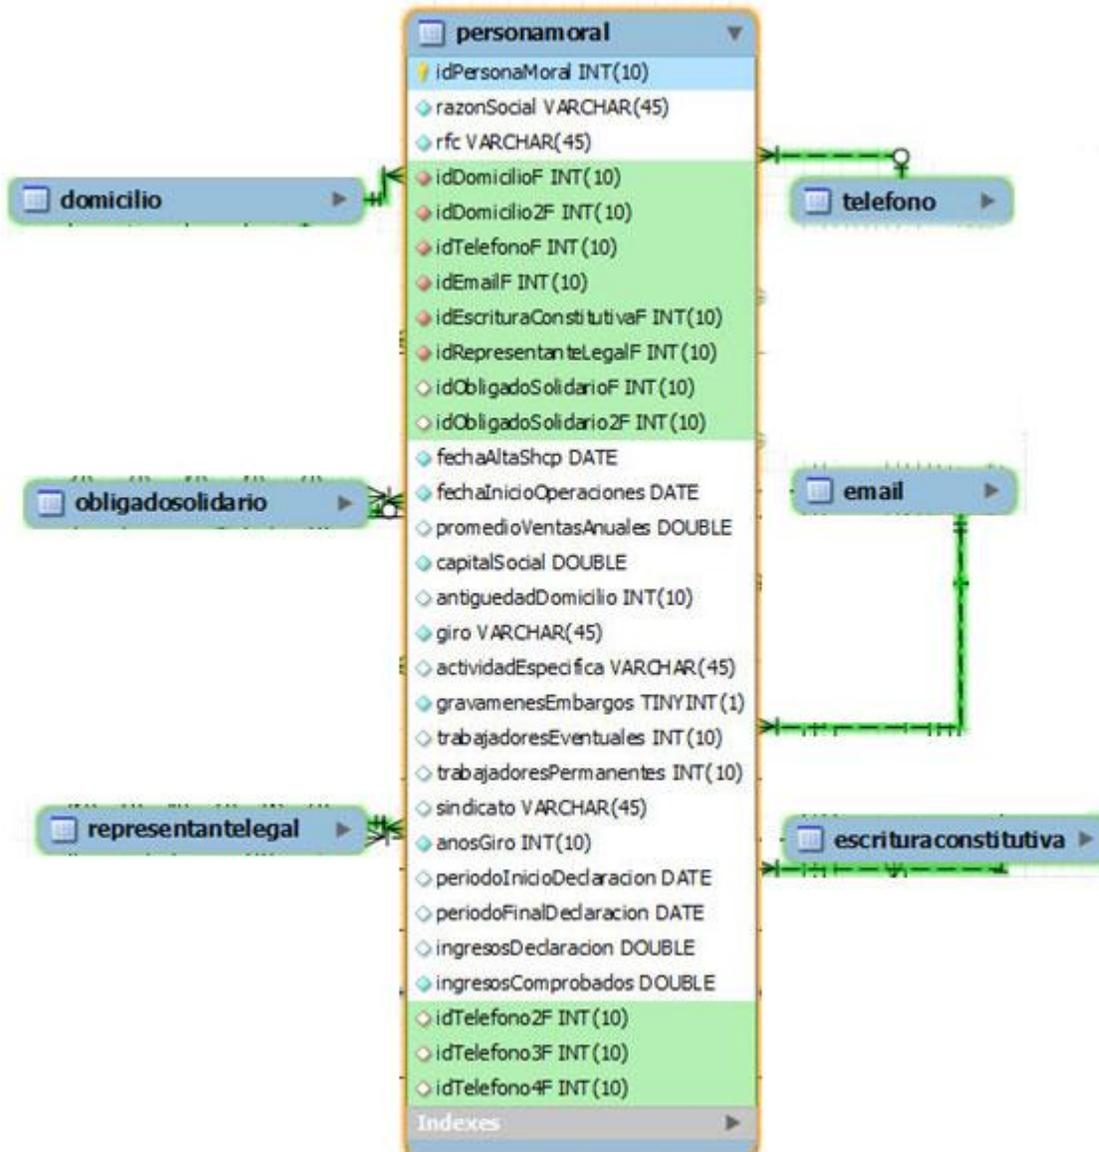 personamoral
idPersonaMoral INT(10)
razonSocial VARCHAR(45)
rfc VARCHAR(45)
idDomicilioF INT(10)
idDomicilio2F INT(10)
idTelefonoF INT(10)
idEmailF INT(10)
idEscrituraConstitutivaF INT(10)
idRepresentanteLegalF INT(10)
idObligadoSolidarioF INT(10)
idObligadoSolidario2F INT(10)
fechaAltaShcp DATE
fechaInicioOperaciones DATE
promedioVentasAnuales DOUBLE
capitalSocial DOUBLE
antiguedadDomicilio INT(10)
giro VARCHAR(45)
actividadEspecifica VARCHAR(45)
gravamenesEmbargos TINYINT(1)
trabajadoresEventuales INT(10)
trabajadoresPermanentes INT(10)
sindicato VARCHAR(45)
anosGiro INT(10)
periodoInicioDeclaracion DATE
periodoFinalDeclaracion DATE
ingresosDeclaracion DOUBLE
ingresosComprobados DOUBLE
idTelefono2F INT(10)
idTelefono3F INT(10)
idTelefono4F INT(10)
Indexes
domicilio
obligadosolidario
representantelegal
telefono
email
escrituraconstitutiva